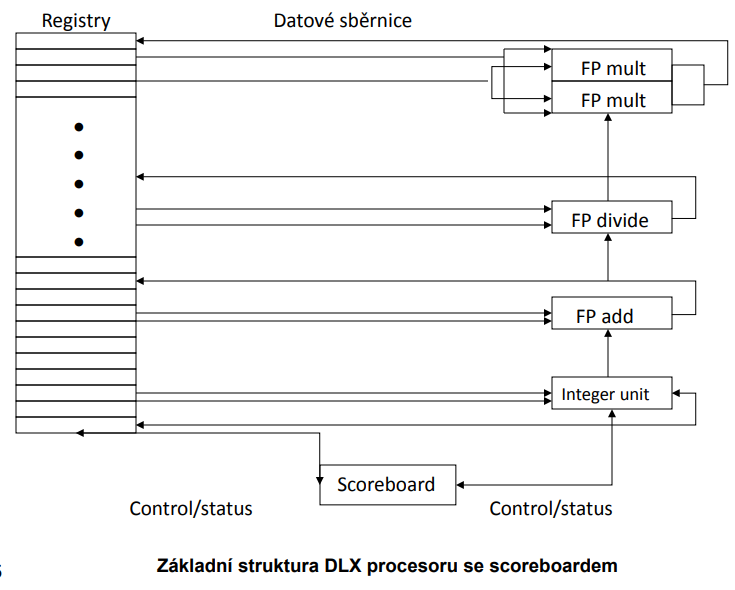 Registry
Datové sběrnice
FP mult
FP mult
FP divide
FP add
Integer unit
Scoreboard
Control/status
Control/status
Základní struktura DLX procesoru se scoreboardem